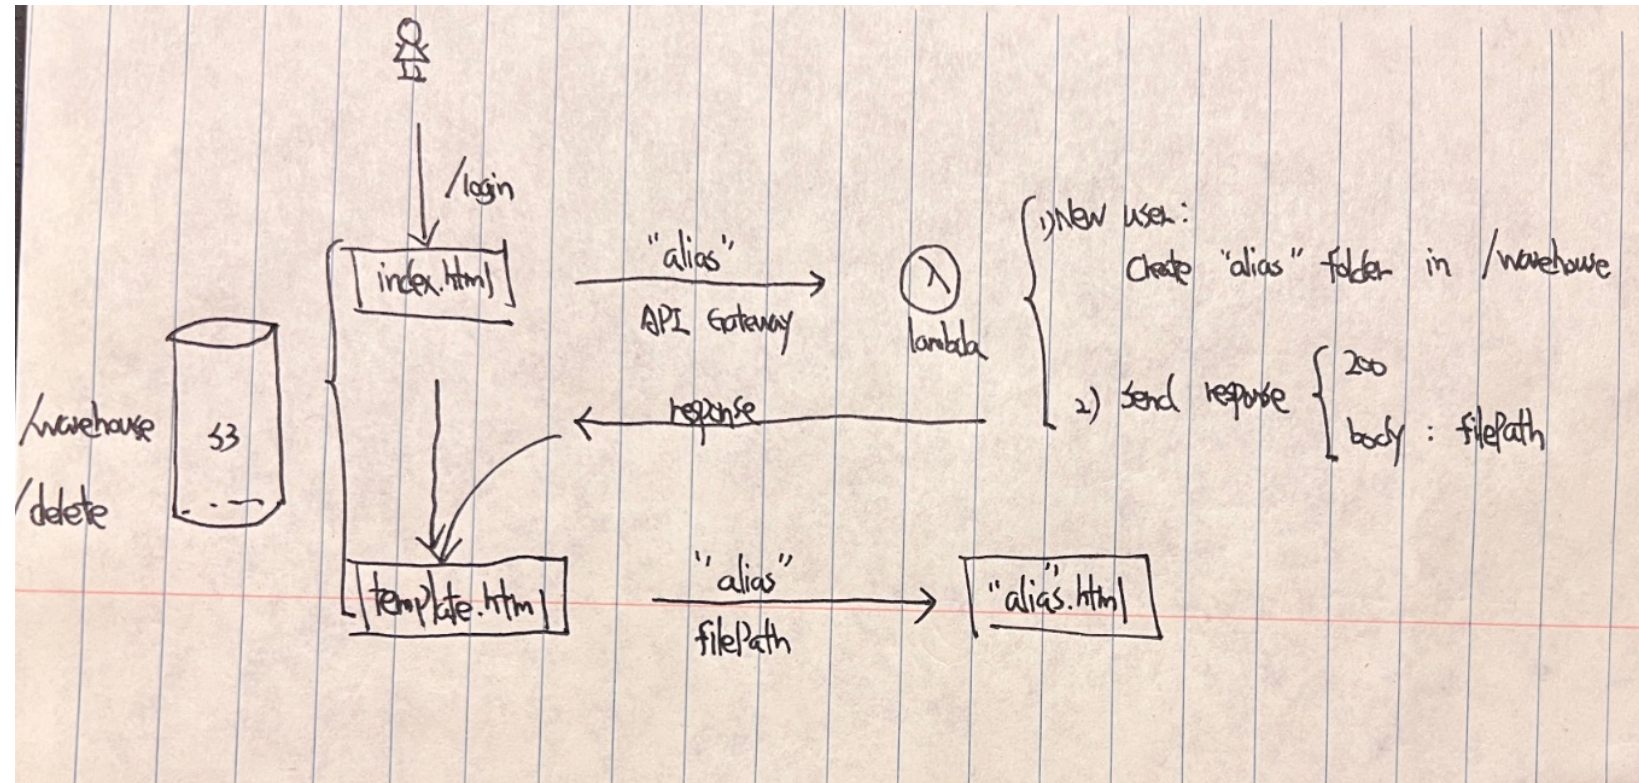 /login
index.html
"alias"
API Gateway
λ
lambda
1) New user:
Create "alias" folder in /warehouse
2) Send response
200
body : filePath
response
/warehouse
S3
/delete
template.html
"alias"
filePath
"alias".html